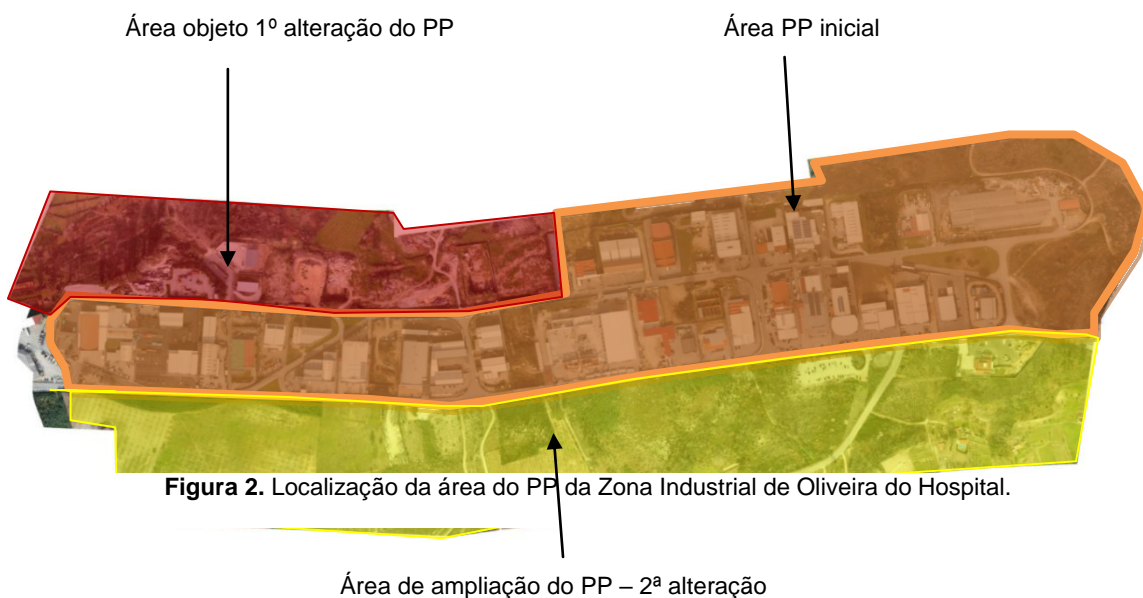 Área objeto 1º alteração do PP
Área PP inicial
Figura 2. Localização da área do PP da Zona Industrial de Oliveira do Hospital.
Área de ampliação do PP – 2ª alteração